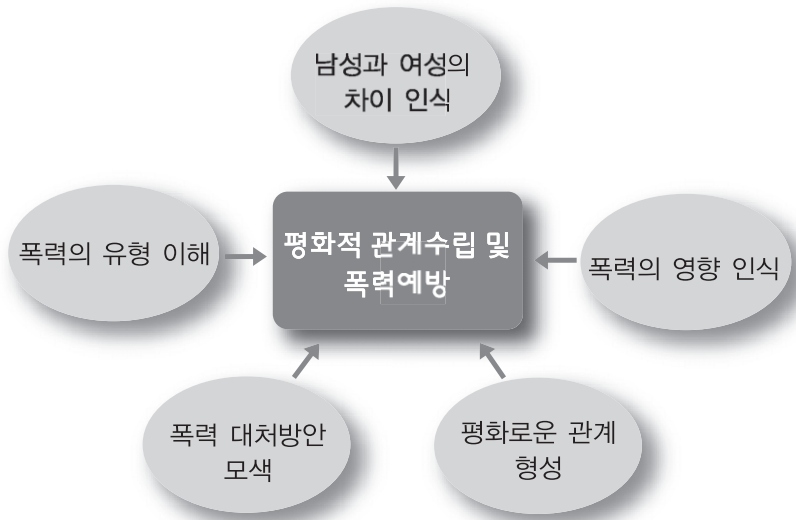 남성과 여성의
차이 인식
폭력의 유형 이해
평화적 관계수립 및
폭력예방
폭력의 영향 인식
폭력 대처방안
모색
평화로운 관계
형성